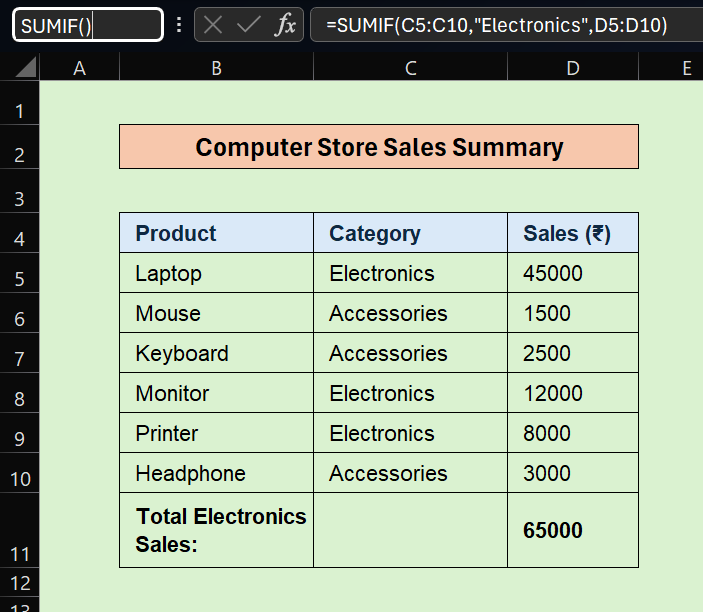 SUMIF() fx =SUMIF(C5:C10,"Electronics",D5:D10)
A B C D E
1
2 Computer Store Sales Summary
3
4 Product Category Sales (₹)
5 Laptop Electronics 45000
6 Mouse Accessories 1500
7 Keyboard Accessories 2500
8 Monitor Electronics 12000
9 Printer Electronics 8000
10 Headphone Accessories 3000
Total Electronics
Sales: 65000
11
12
13